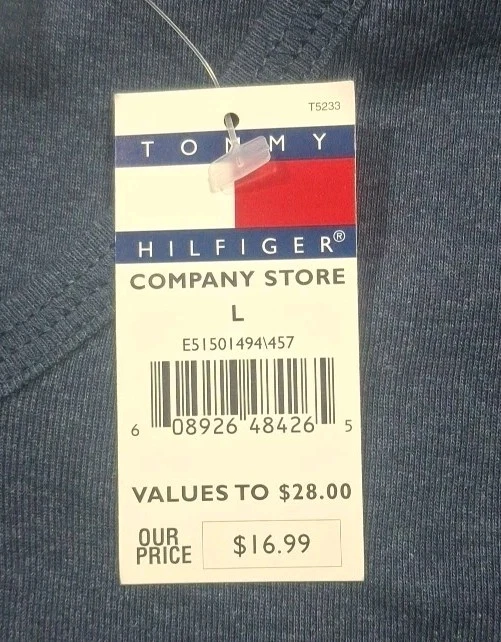 T5233
TOMMY
HILFIGER®
COMPANY STORE
L
E51501494\457
6 08926 48426 5
VALUES TO $28.00
OUR
PRICE
$16.99